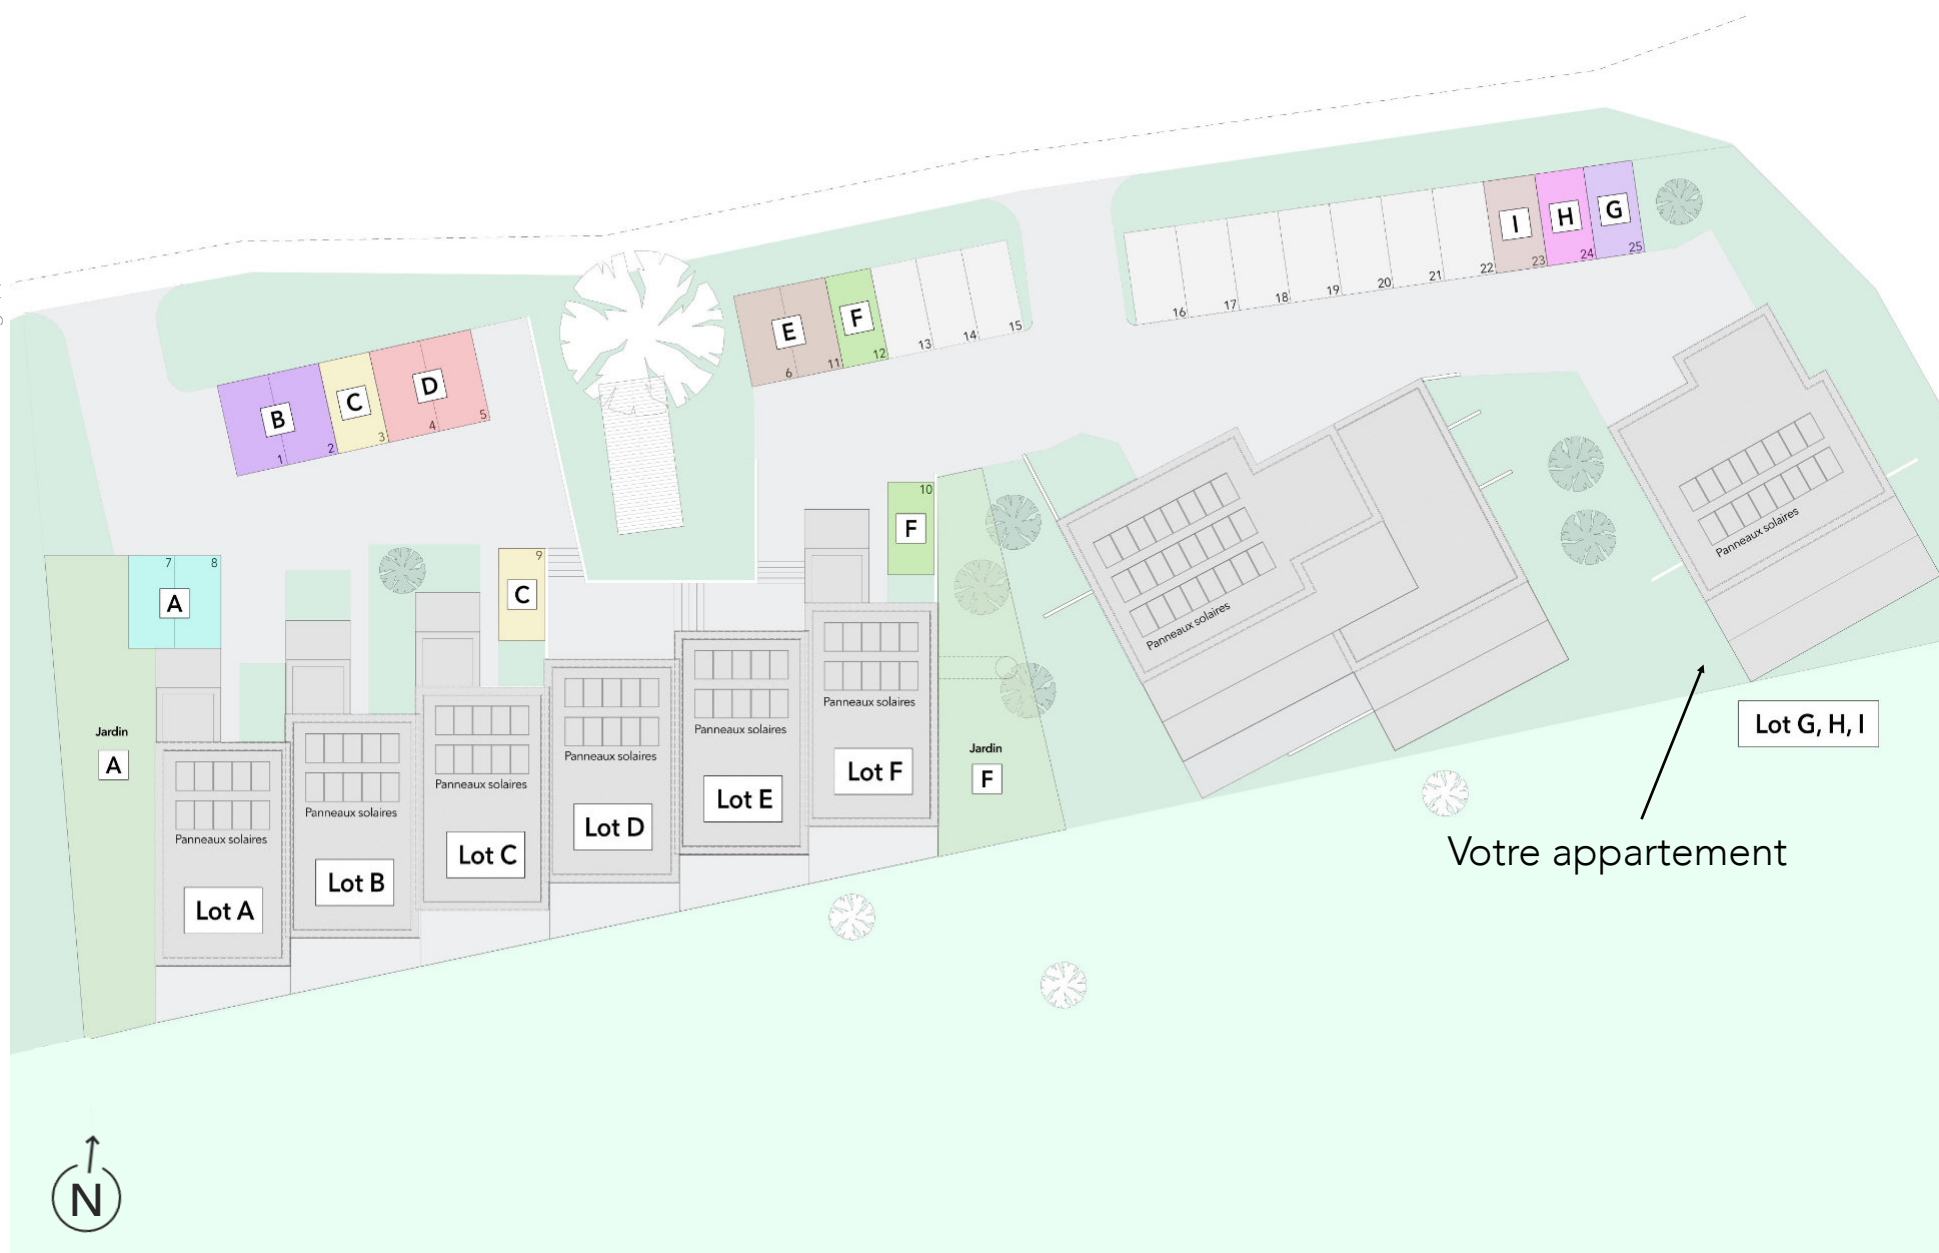 I
H
G
16
17
18
19
20
21
22
23
24
25
E
F
6
11
12
13
14
15
B
C
D
1
2
3
4
5
10
F
7
8
A
9
C
Panneaux solaires
Panneaux solaires
Jardin
A
Panneaux solaires
Lot A
Panneaux solaires
Lot B
Panneaux solaires
Lot C
Panneaux solaires
Lot D
Panneaux solaires
Lot E
Panneaux solaires
Lot F
Jardin
F
Lot G, H, I
Votre appartement
N